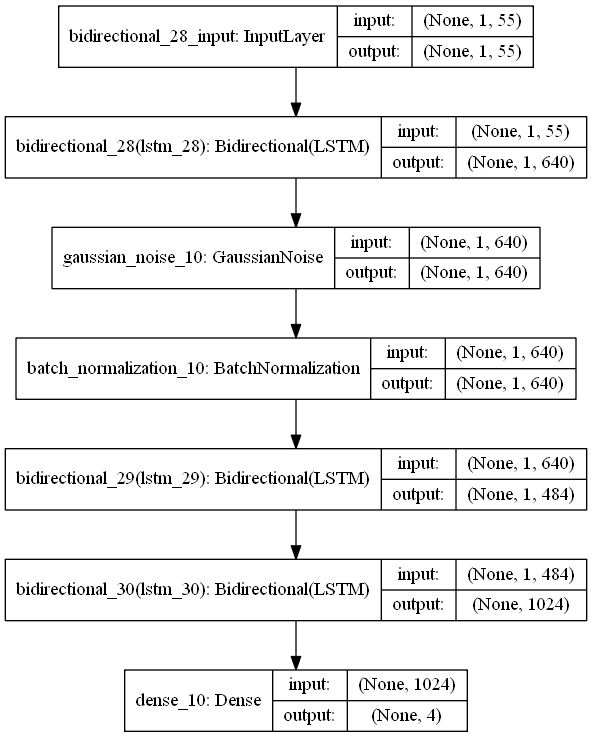 bidirectional_28_input: InputLayer
input: (None, 1, 55)
output: (None, 1, 55)
bidirectional_28(lstm_28): Bidirectional(LSTM)
input: (None, 1, 55)
output: (None, 1, 640)
gaussian_noise_10: GaussianNoise
input: (None, 1, 640)
output: (None, 1, 640)
batch_normalization_10: BatchNormalization
input: (None, 1, 640)
output: (None, 1, 640)
bidirectional_29(lstm_29): Bidirectional(LSTM)
input: (None, 1, 640)
output: (None, 1, 484)
bidirectional_30(lstm_30): Bidirectional(LSTM)
input: (None, 1, 484)
output: (None, 1024)
dense_10: Dense
input: (None, 1024)
output: (None, 4)